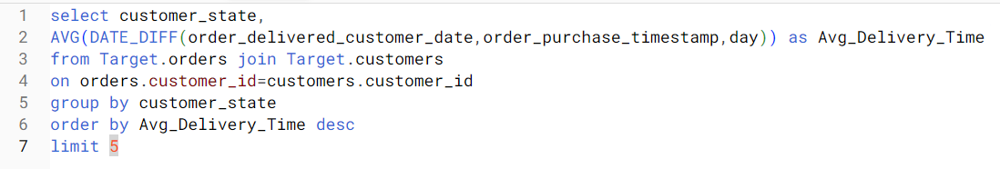 1 select customer_state,
2 AVG(DATE_DIFF(order_delivered_customer_date,order_purchase_timestamp,day)) as Avg_Delivery_Time
3 from Target.orders join Target.customers
4 on orders.customer_id=customers.customer_id
5 group by customer_state
6 order by Avg_Delivery_Time desc
7 limit 5